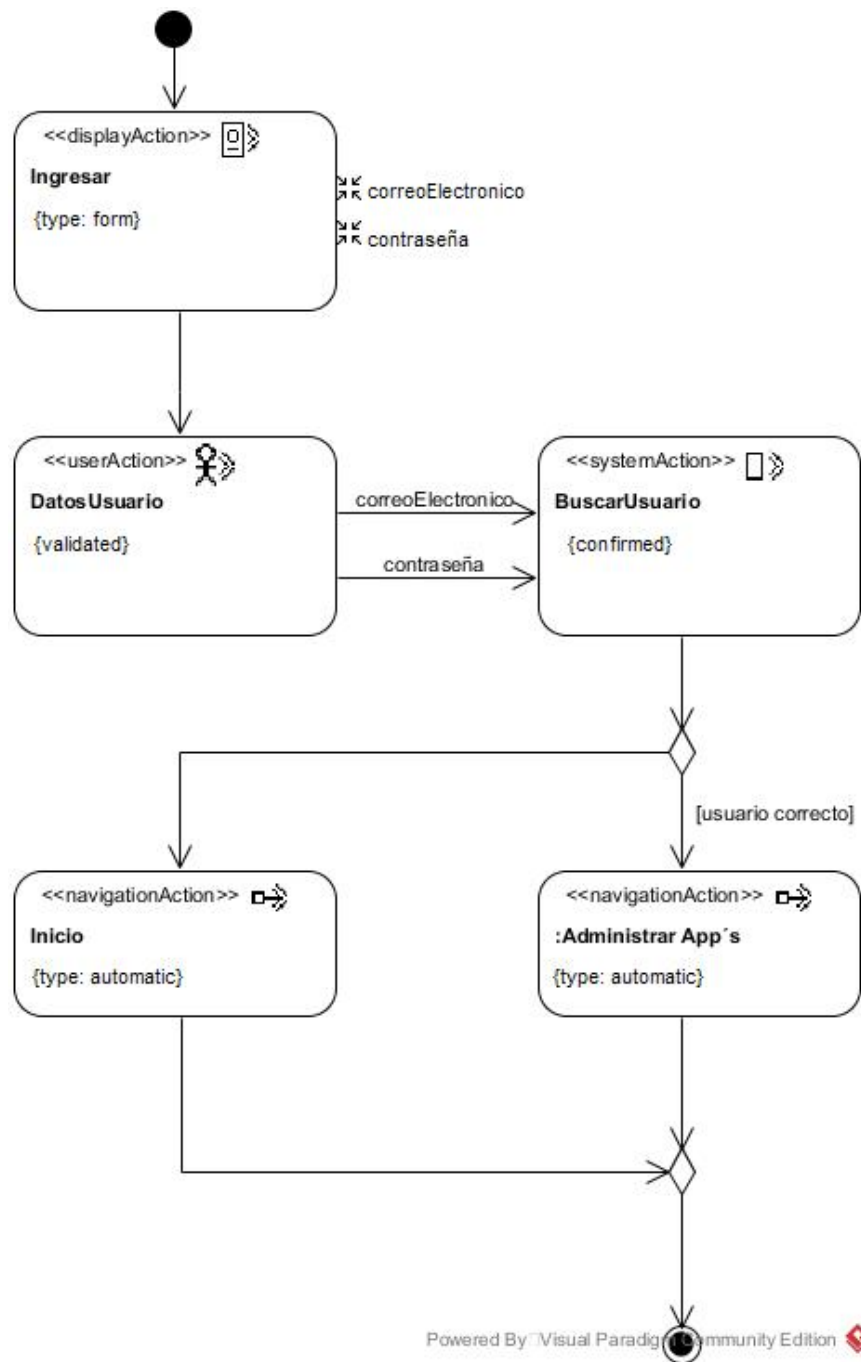 <<displayAction>>
Ingresar
{type: form}
correoElectronico
contraseña
<<userAction>>
DatosUsuario
{validated}
correoElectronico
contraseña
<<systemAction>>
BuscarUsuario
{confirmed}
[usuario correcto]
<<navigationAction>>
Inicio
{type: automatic}
<<navigationAction>>
:Administrar App´s
{type: automatic}
Powered By Visual Paradigm Community Edition